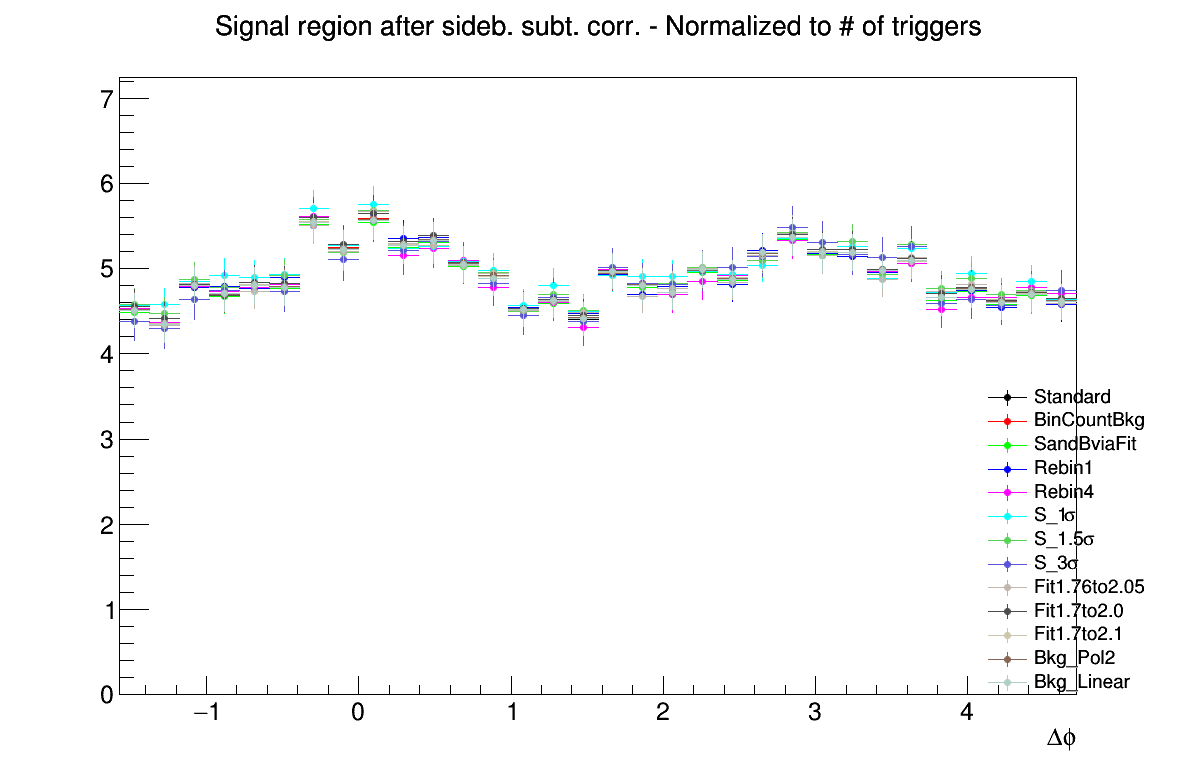 Signal region after sideb. subt. corr. - Normalized to # of triggers
7
6
5
4
3
2
1
0
Standard
BinCountBkg
SandBviaFit
Rebin1
Rebin4
S_1σ
S_1.5σ
S_3σ
Fit1.76to2.05
Fit1.7to2.0
Fit1.7to2.1
Bkg_Pol2
Bkg_Linear
−1 0 1 2 3 4
Δϕ